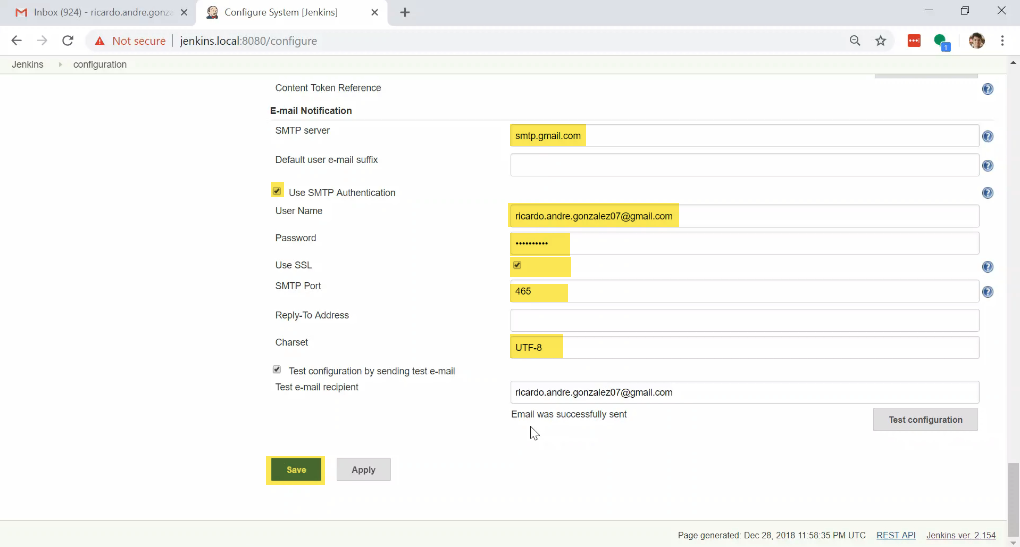 Inbox (924) - ricardo.andre.gonz
Configure System [Jenkins]
Not secure jenkins.local:8080/configure
1
Jenkins configuration
Content Token Reference
E-mail Notification
SMTP server smtp.gmail.com
Default user e-mail suffix
Use SMTP Authentication
User Name ricardo.andre.gonzalez07@gmail.com
Password ••••••••••
Use SSL
SMTP Port 465
Reply-To Address
Charset UTF-8
Test configuration by sending test e-mail
Test e-mail recipient ricardo.andre.gonzalez07@gmail.com
Email was successfully sent
Test configuration
Save Apply
Page generated: Dec 28, 2018 11:58:35 PM UTC REST API Jenkins ver. 2.154